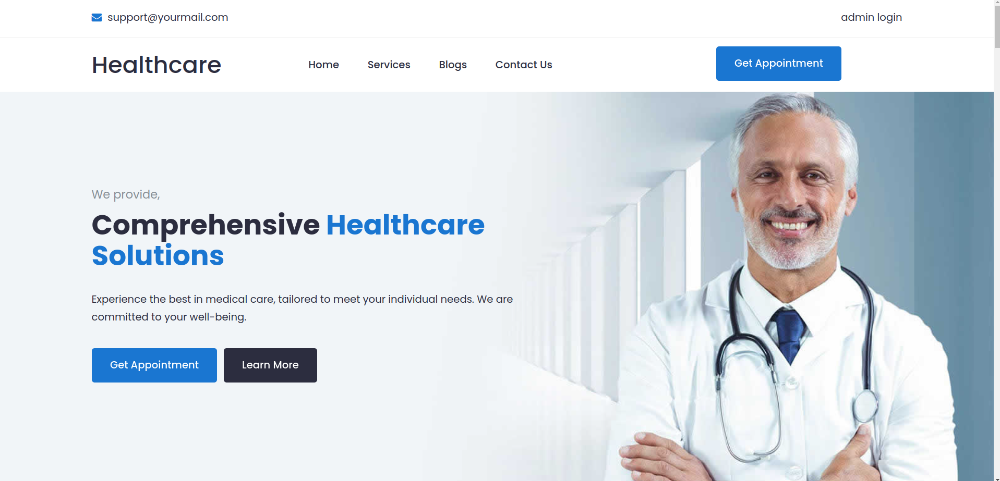 support@yourmail.com
admin login
Healthcare
Home
Services
Blogs
Contact Us
Get Appointment
We provide,
Comprehensive Healthcare
Solutions
Experience the best in medical care, tailored to meet your individual needs. We are
committed to your well-being.
Get Appointment
Learn More